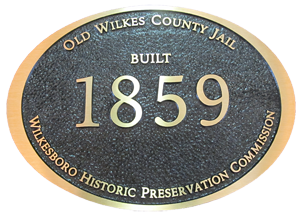 Old Wilkes County Jail
BUILT
1859
Wilkesboro Historic Preservation Commission